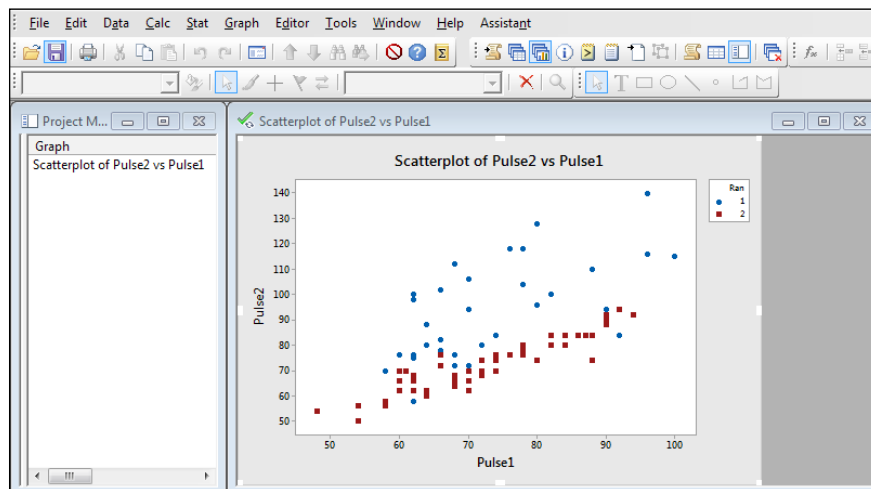 File Edit Data Calc Stat Graph Editor Tools Window Help Assistant
Project M...
Graph
Scatterplot of Pulse2 vs Pulse1
Scatterplot of Pulse2 vs Pulse1
Scatterplot of Pulse2 vs Pulse1
Ran
1
2
Pulse2
140
130
120
110
100
90
80
70
60
50
50 60 70 80 90 100
Pulse1